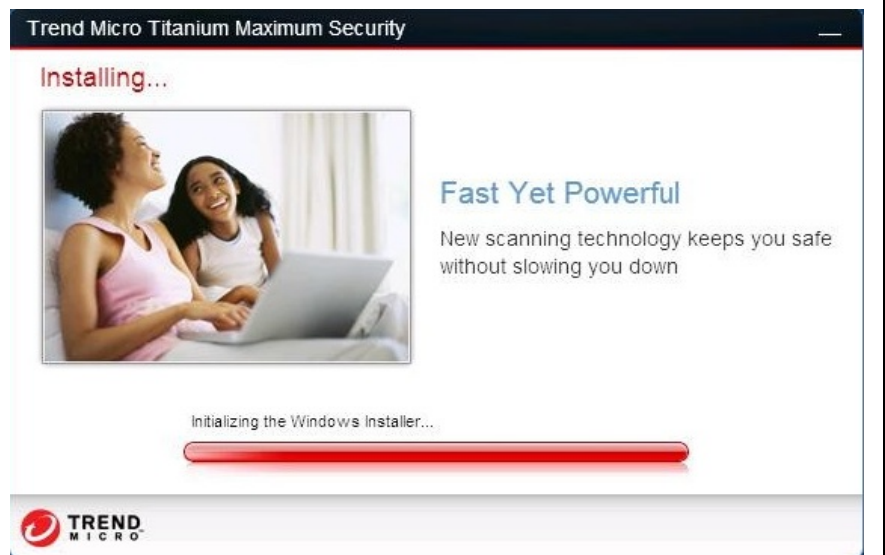 Trend Micro Titanium Maximum Security
Installing...
Fast Yet Powerful
New scanning technology keeps you safe
without slowing you down
Initializing the Windows Installer...
TREND
MICRO